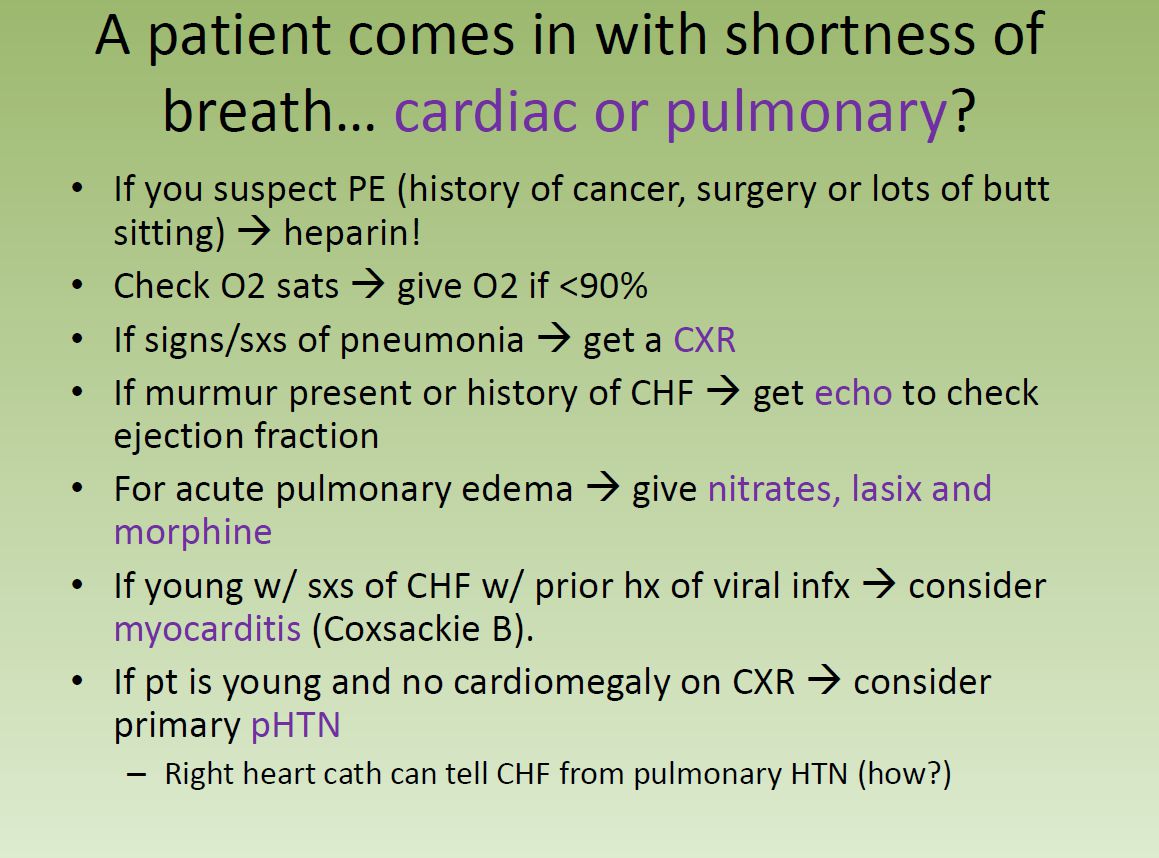 A patient comes in with shortness of
breath… cardiac or pulmonary?
• If you suspect PE (history of cancer, surgery or lots of butt
sitting) → heparin!
• Check O2 sats → give O2 if <90%
• If signs/sxs of pneumonia → get a CXR
• If murmur present or history of CHF → get echo to check
ejection fraction
• For acute pulmonary edema → give nitrates, lasix and
morphine
• If young w/ sxs of CHF w/ prior hx of viral infx → consider
myocarditis (Coxsackie B).
• If pt is young and no cardiomegaly on CXR → consider
primary pHTN
– Right heart cath can tell CHF from pulmonary HTN (how?)